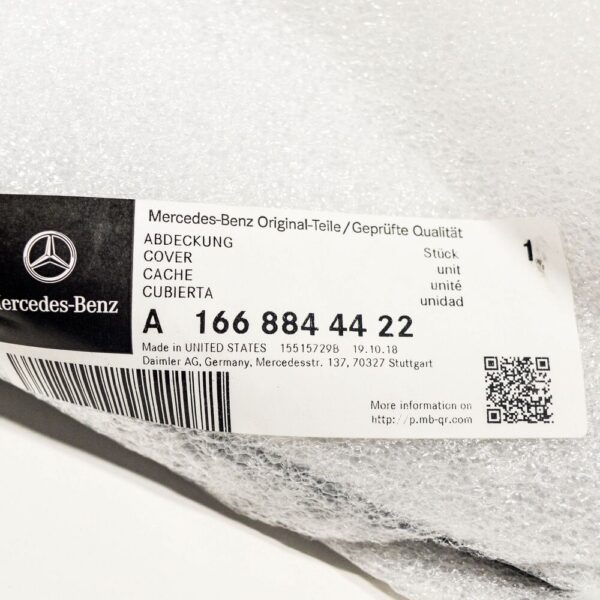 Mercedes-Benz Original-Teile/Geprüfte Qualität
ABDECKUNG
COVER
CACHE
CUBIERTA
Stück
unit
unité
unidad
1
Mercedes-Benz
A 166 884 44 22
Made in UNITED STATES 15515729B 19.10.18
Daimler AG, Germany, Mercedesstr. 137, 70327 Stuttgart
More information on
http://p.mb-qr.com